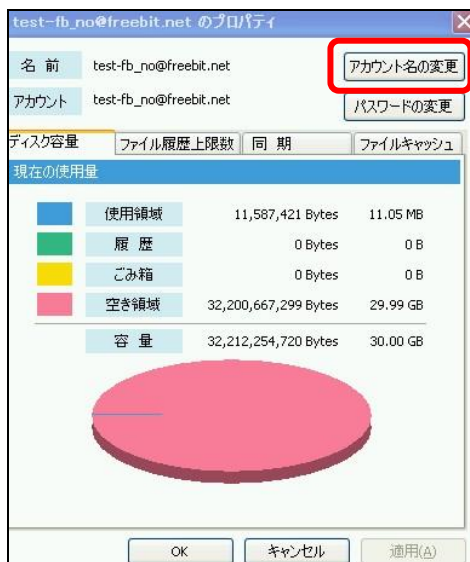 test-fb_no@freebit.net のプロパティ
名 前 test-fb_no@freebit.net アカウント名の変更
アカウント test-fb_no@freebit.net パスワードの変更
ディスク容量 ファイル履歴上限数 同 期 ファイルキャッシュ
現在の使用量
使用領域 11,587,421 Bytes 11.05 MB
履 歴 0 Bytes 0 B
ごみ箱 0 Bytes 0 B
空き領域 32,200,667,299 Bytes 29.99 GB
容 量 32,212,254,720 Bytes 30.00 GB
OK キャンセル 適用(A)